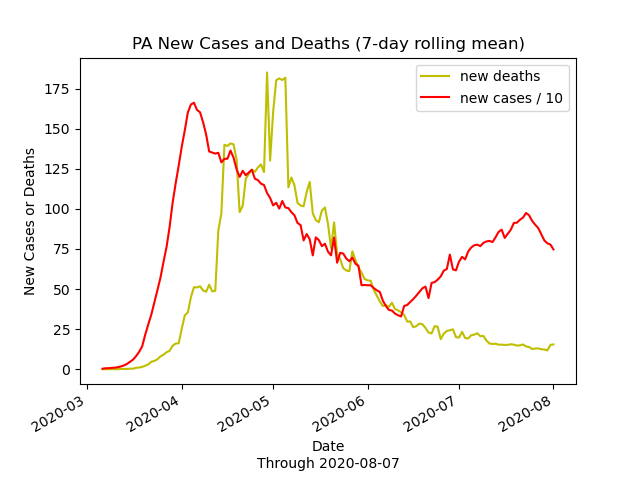 PA New Cases and Deaths (7-day rolling mean)
new deaths
new cases / 10
175
150
125
100
75
50
25
0
New Cases or Deaths
2020-03
2020-04
2020-05
2020-06
2020-07
2020-08
Date
Through 2020-08-07